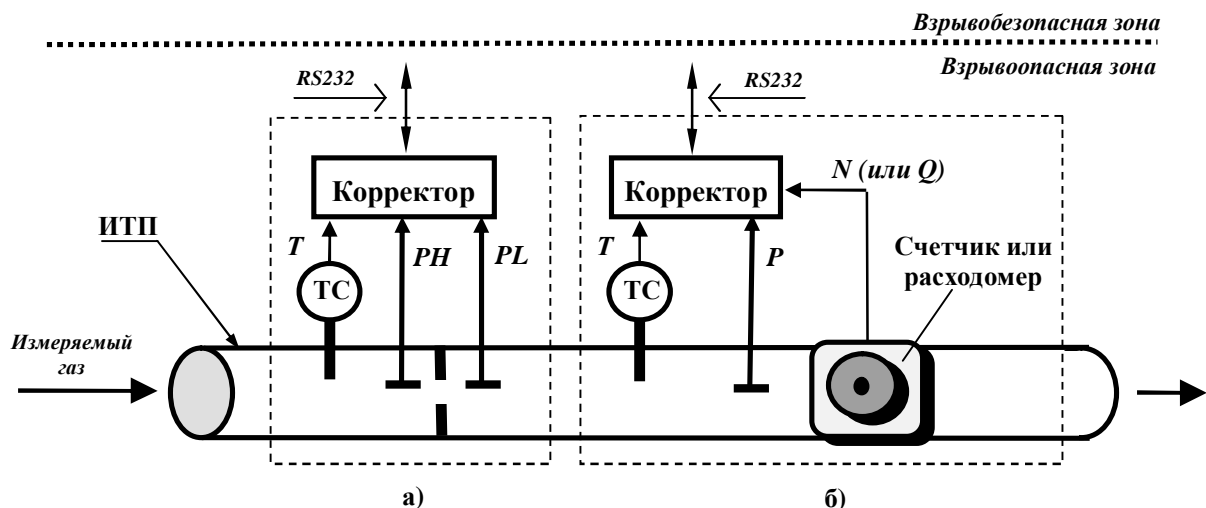 Взрывобезопасная зона
Взрывоопасная зона
RS232
RS232
Корректор
Корректор
N (или Q)
ИТП
T
PH
PL
T
P
Счетчик или
расходомер
ТС
ТС
Измеряемый
газ
а)
б)